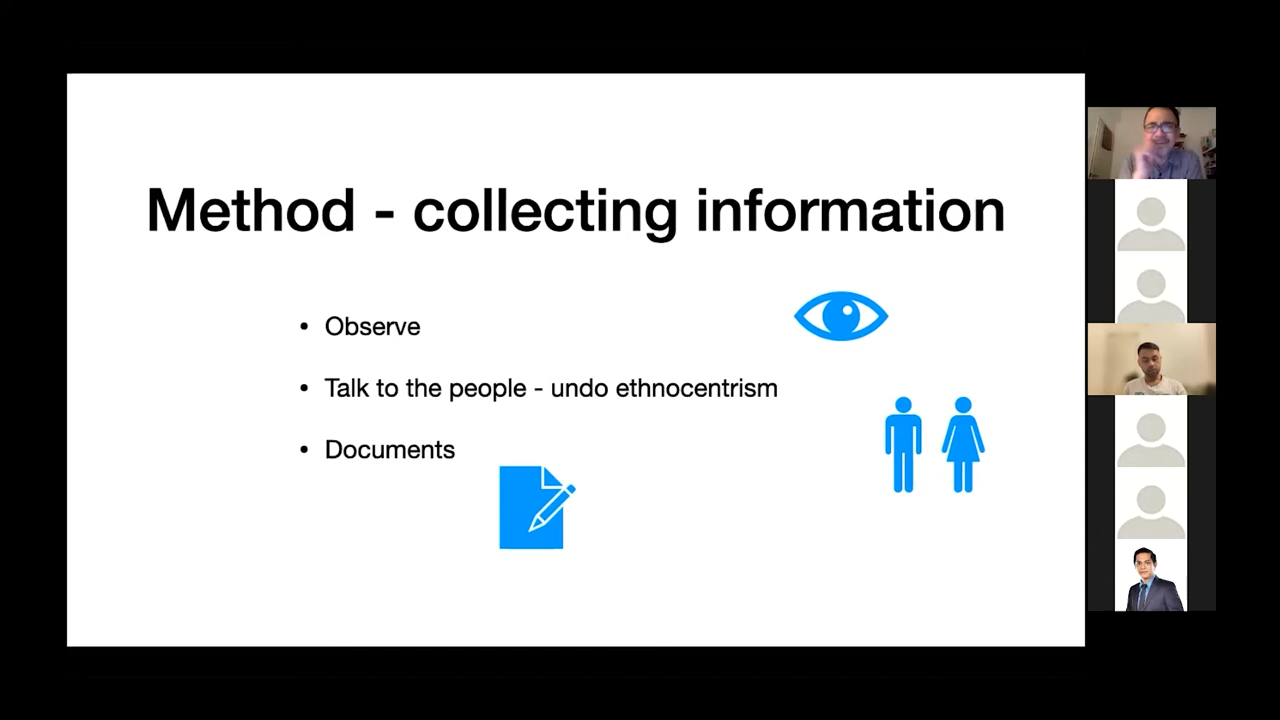 Method - collecting information
• Observe
• Talk to the people - undo ethnocentrism
• Documents